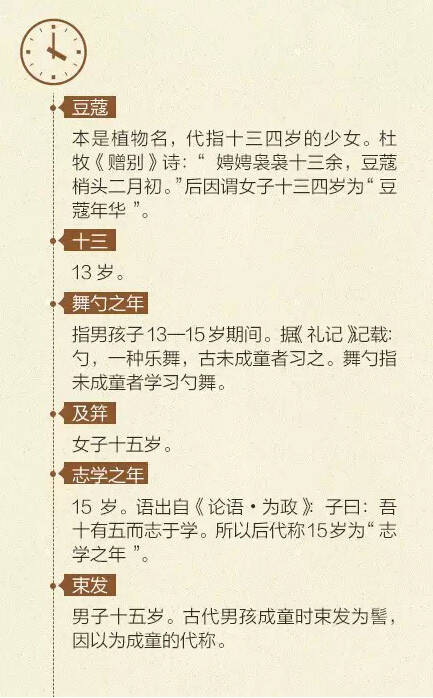 豆蔻
本是植物名，代指十三四岁的少女。杜
牧《赠别》诗：“ 娉娉袅袅十三余，豆蔻
梢头二月初。”后因谓女子十三四岁为“ 豆
蔻年华 ”。
十三
13 岁。
舞勺之年
指男孩子13—15岁期间。据《礼记》记载：
勺，一种乐舞，古未成童者习之。舞勺指
未成童者学习勺舞。
及笄
女子十五岁。
志学之年
15 岁。语出自《论语·为政》：子曰：吾
十有五而志于学。所以后代称15岁为“ 志
学之年 ”。
束发
男子十五岁。古代男孩成童时束发为髻，
因以为成童的代称。